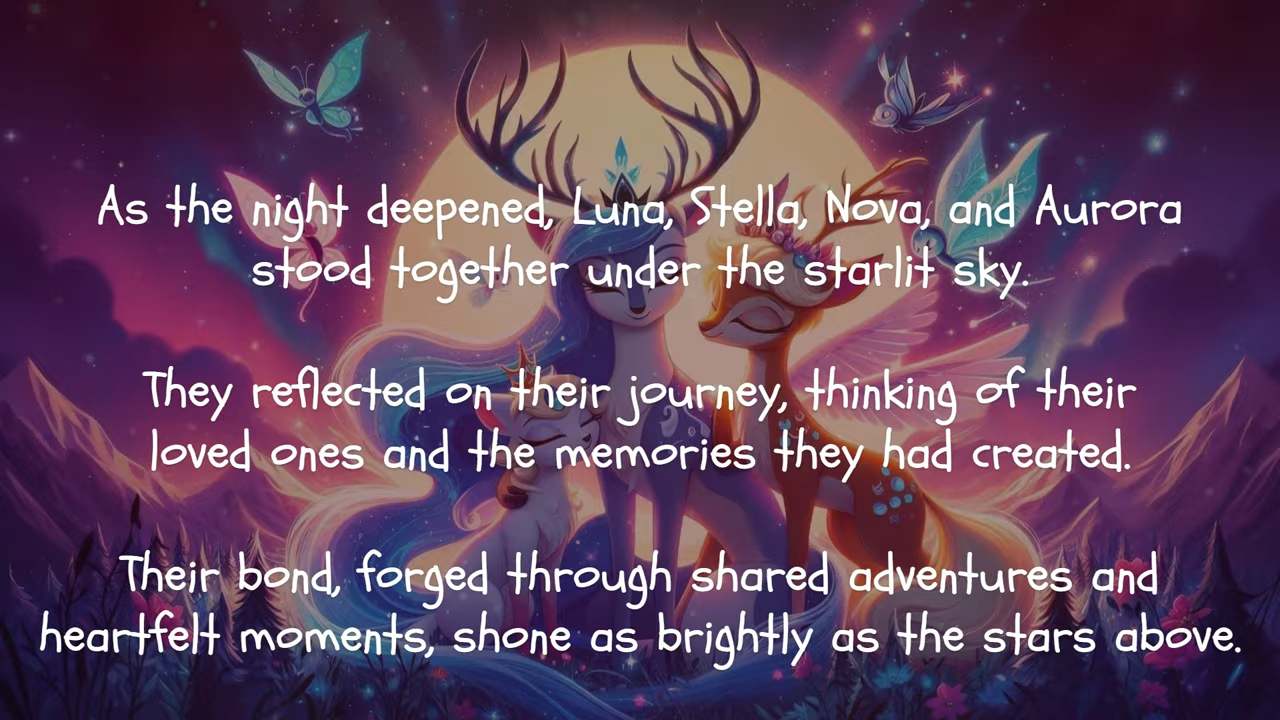 As the night deepened, Luna, Stella, Nova, and Aurora
stood together under the starlit sky.
They reflected on their journey, thinking of their
loved ones and the memories they had created.
Their bond, forged through shared adventures and
heartfelt moments, shone as brightly as the stars above.